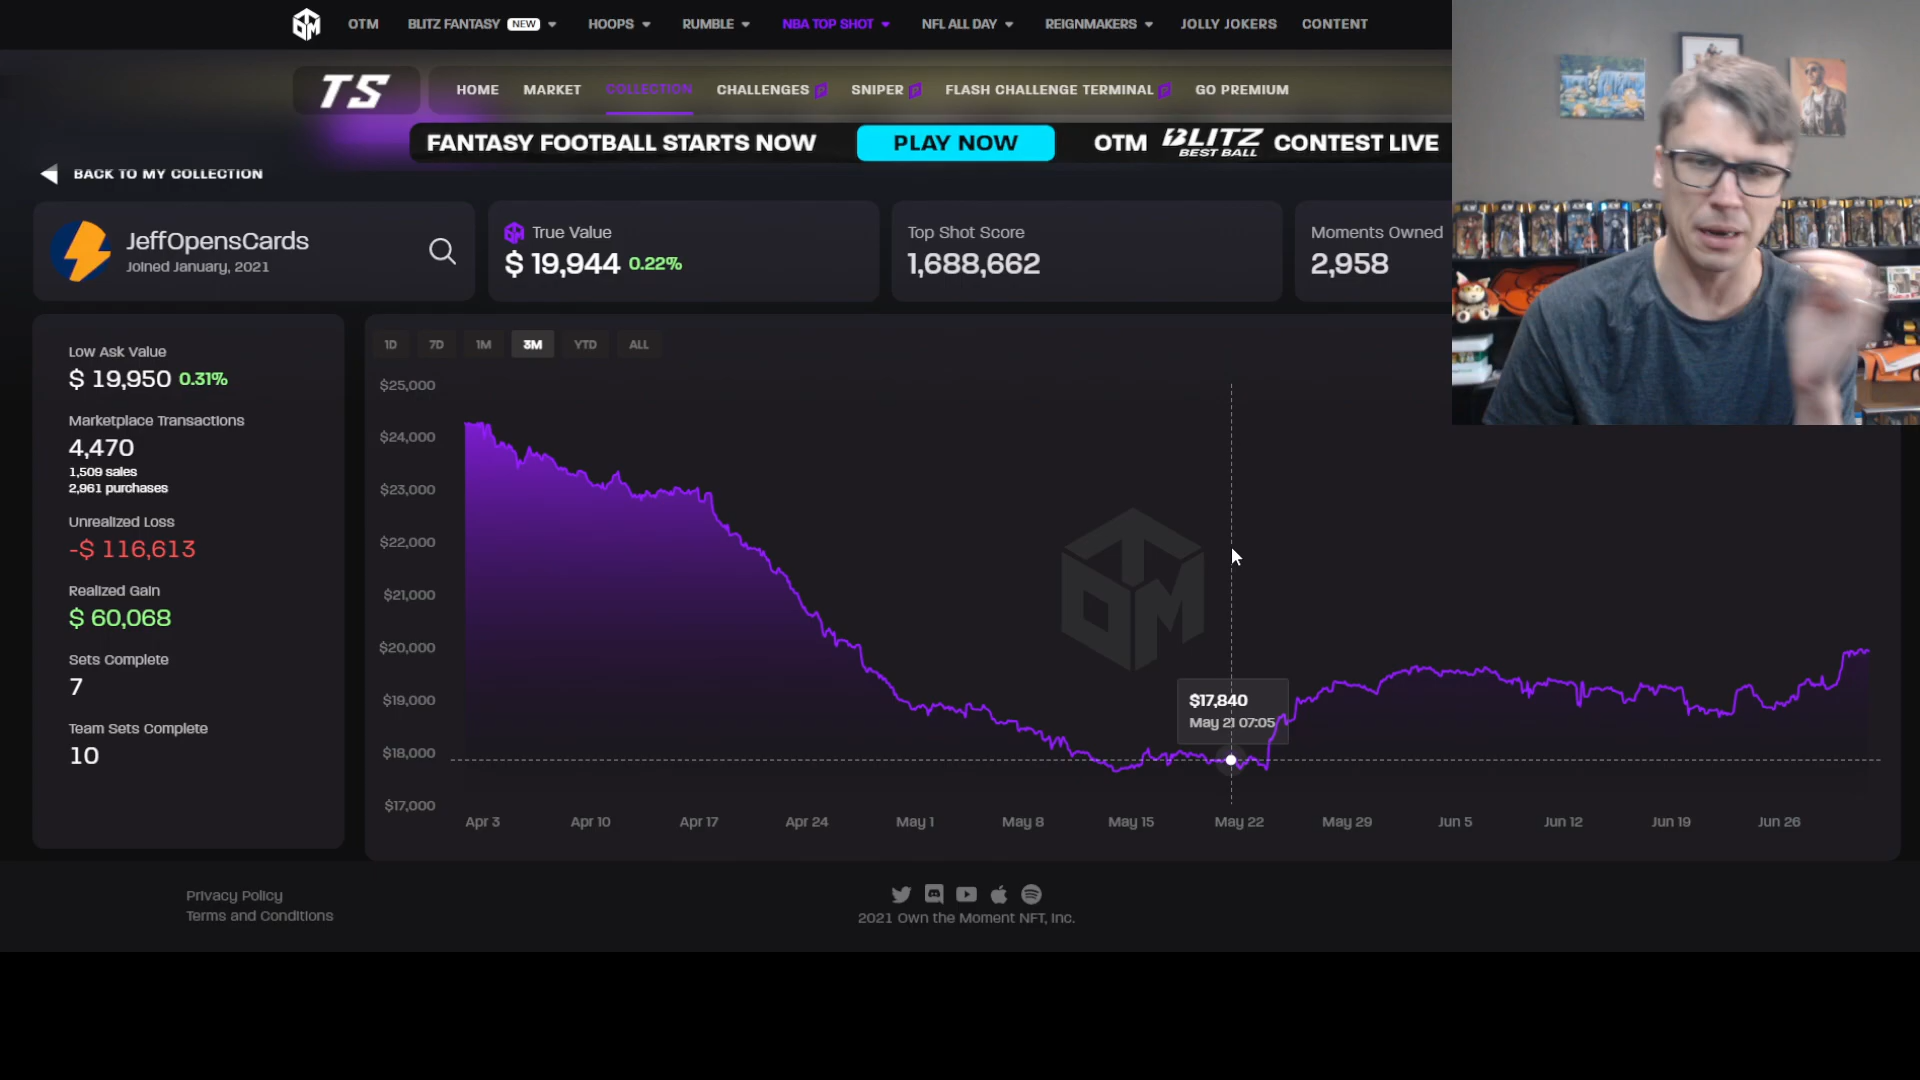 OTM
BLITZ FANTASY NEW
HOOPS
RUMBLE
NBA TOP SHOT
NFL ALL DAY
REIGNMAKERS
JOLLY JOKERS
CONTENT
TS
HOME
MARKET
COLLECTION
CHALLENGES
SNIPER
FLASH CHALLENGE TERMINAL
GO PREMIUM
FANTASY FOOTBALL STARTS NOW
PLAY NOW
OTM BLITZ BEST BALL CONTEST LIVE
BACK TO MY COLLECTION
JeffOpensCards
Joined January, 2021
True Value
$ 19,944 0.22%
Top Shot Score
1,688,662
Moments Owned
2,958
Low Ask Value
$ 19,950 0.31%
Marketplace Transactions
4,470
1,509 sales
2,961 purchases
Unrealized Loss
-$ 116,613
Realized Gain
$ 60,068
Sets Complete
7
Team Sets Complete
10
1D 7D 1M 3M YTD ALL
$25,000
$24,000
$23,000
$22,000
$21,000
$20,000
$19,000
$18,000
$17,000
OTM
$17,840
May 21 07:05
Apr 3 Apr 10 Apr 17 Apr 24 May 1 May 8 May 15 May 22 May 29 Jun 5 Jun 12 Jun 19 Jun 26
Privacy Policy
Terms and Conditions
2021 Own the Moment NFT, Inc.